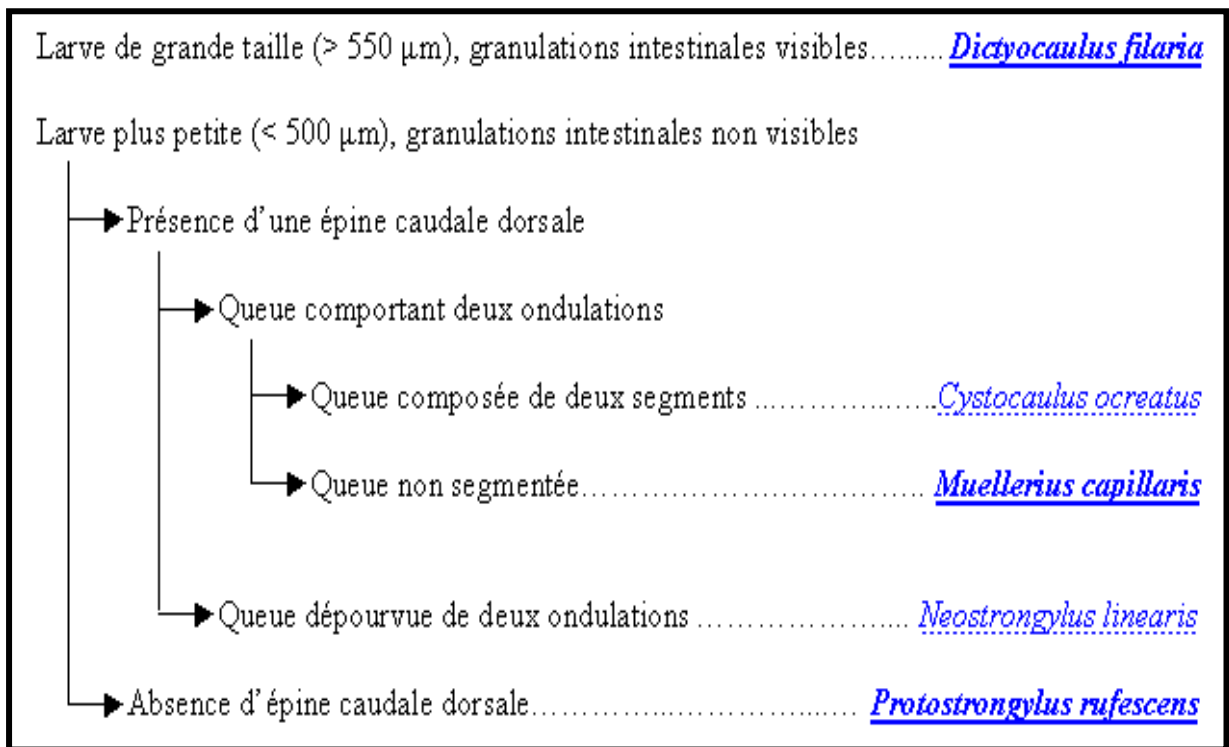 Larve de grande taille (> 550 µm), granulations intestinales visibles…...... Dictyocaulus filaria
Larve plus petite (< 500 µm), granulations intestinales non visibles
Présence d'une épine caudale dorsale
Queue comportant deux ondulations
Queue composée de deux segments …………...…..Cystocaulus ocreatus
Queue non segmentée…………………………….. Muellerius capillaris
Queue dépourvue de deux ondulations ………………….... Neostrongylus linearis
Absence d'épine caudale dorsale…………...…………...….. Protostrongylus rufescens